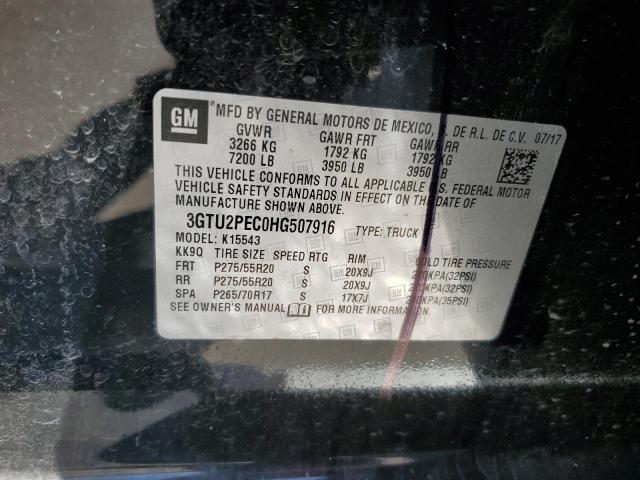 GM
MFD BY GENERAL MOTORS DE MEXICO, S. DE R.L. DE C.V. 07/17
GVWR GAWR FRT GAWR RR
3266 KG 1792 KG 1792 KG
7200 LB 3950 LB 3950 LB
THIS VEHICLE CONFORMS TO ALL APPLICABLE U.S. FEDERAL MOTOR
VEHICLE SAFETY STANDARDS IN EFFECT ON THE DATE OF
MANUFACTURE SHOWN ABOVE.
3GTU2PEC0HG507916 TYPE: TRUCK
MODEL: K15543
KK9Q TIRE SIZE SPEED RTG RIM COLD TIRE PRESSURE
FRT P275/55R20 S 20X9J KPA(32PSI)
RR P275/55R20 S 20X9J KPA(32PSI)
SPA P265/70R17 S 17X7J KPA(35PSI)
SEE OWNER'S MANUAL FOR MORE INFORMATION.